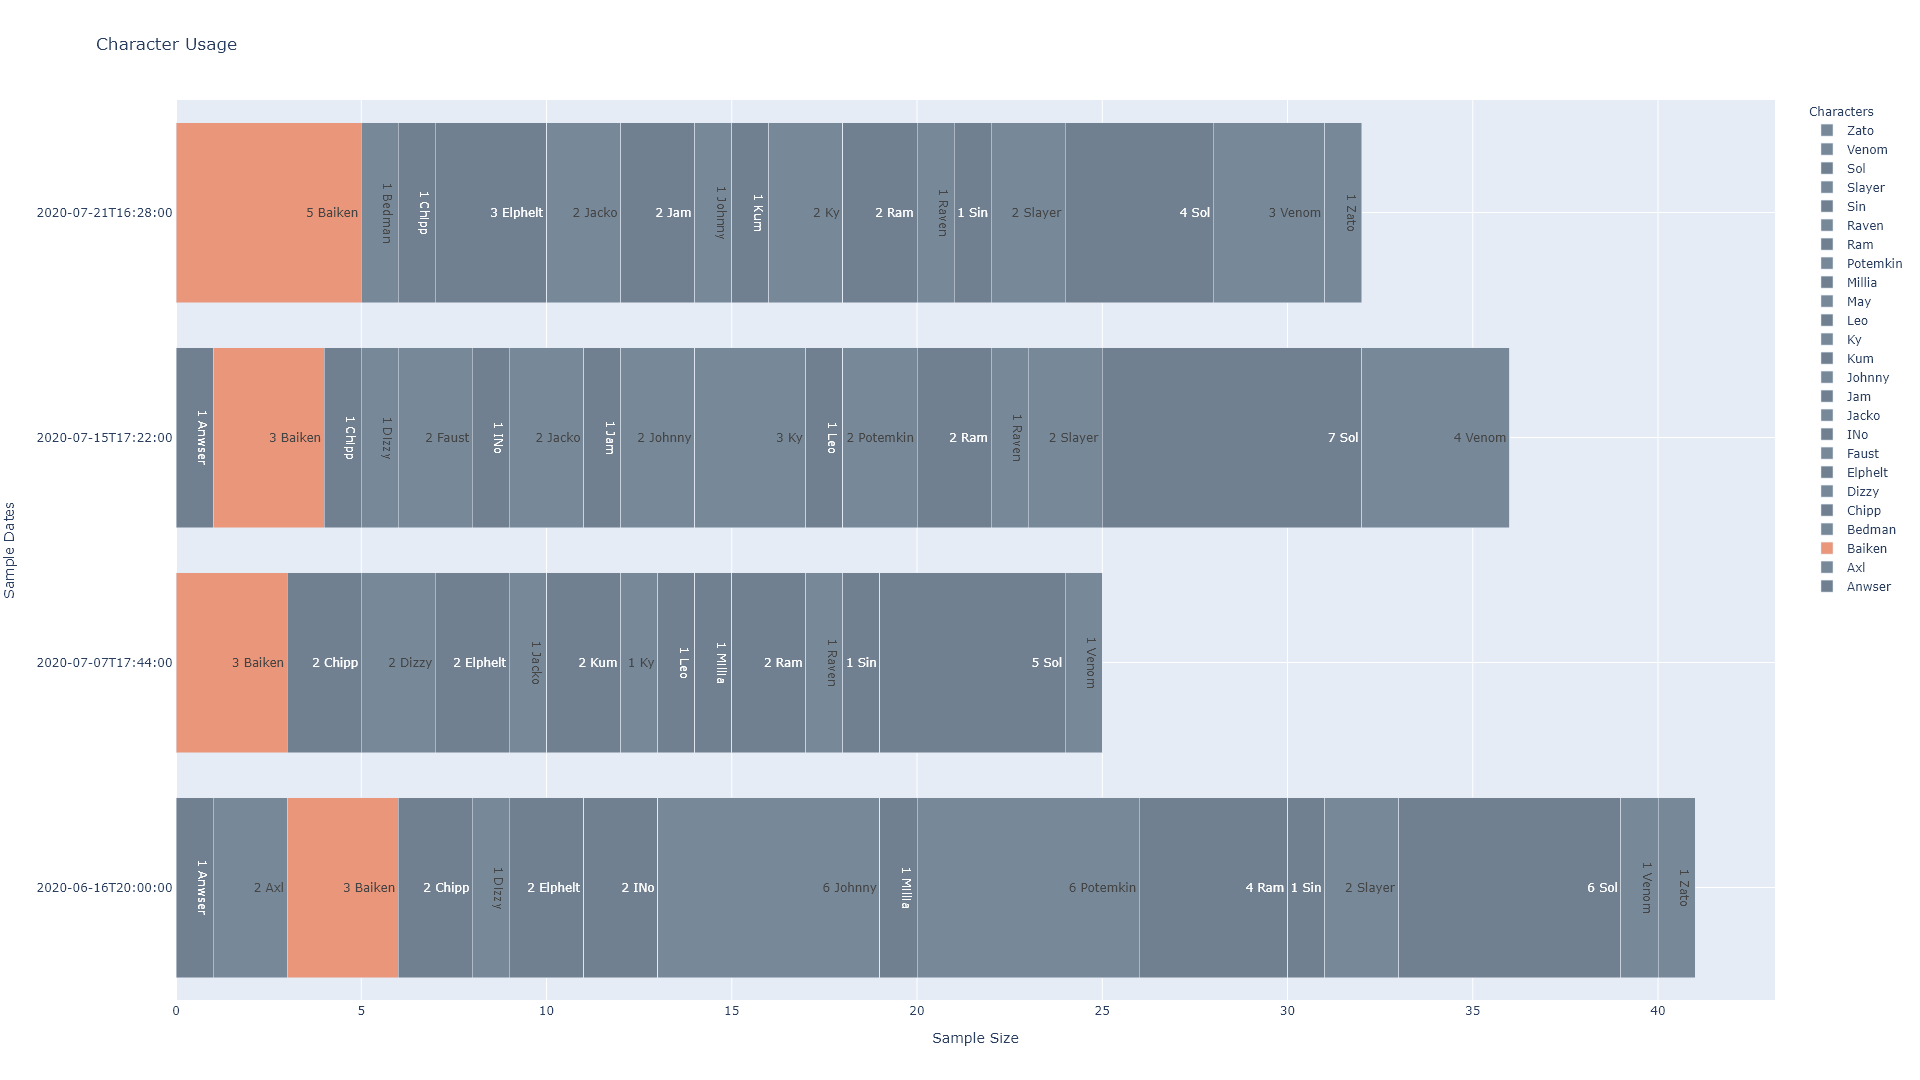 Character Usage
2020-07-21T16:28:00
5 Baiken
1 Bedman
1 Chipp
3 Elphelt
2 Jacko
2 Jam
1 Johnny
1 Kum
2 Ky
2 Ram
1 Raven
1 Sin
2 Slayer
4 Sol
3 Venom
1 Zato
2020-07-15T17:22:00
1 Anwser
3 Baiken
1 Chipp
1 Dizzy
2 Faust
1 INo
2 Jacko
1 Jam
2 Johnny
3 Ky
1 Leo
2 Potemkin
2 Ram
1 Raven
2 Slayer
7 Sol
4 Venom
2020-07-07T17:44:00
3 Baiken
2 Chipp
2 Dizzy
2 Elphelt
1 Jacko
2 Kum
1 Ky
1 Leo
1 Millia
2 Ram
1 Raven
1 Sin
5 Sol
1 Venom
2020-06-16T20:00:00
1 Anwser
2 Axl
3 Baiken
2 Chipp
1 Dizzy
2 Elphelt
2 INo
6 Johnny
1 Millia
6 Potemkin
4 Ram
1 Sin
2 Slayer
6 Sol
1 Venom
1 Zato
0 5 10 15 20 25 30 35 40
Sample Size
Sample Dates
Characters
Zato
Venom
Sol
Slayer
Sin
Raven
Ram
Potemkin
Millia
May
Leo
Ky
Kum
Johnny
Jam
Jacko
INo
Faust
Elphelt
Dizzy
Chipp
Bedman
Baiken
Axl
Anwser